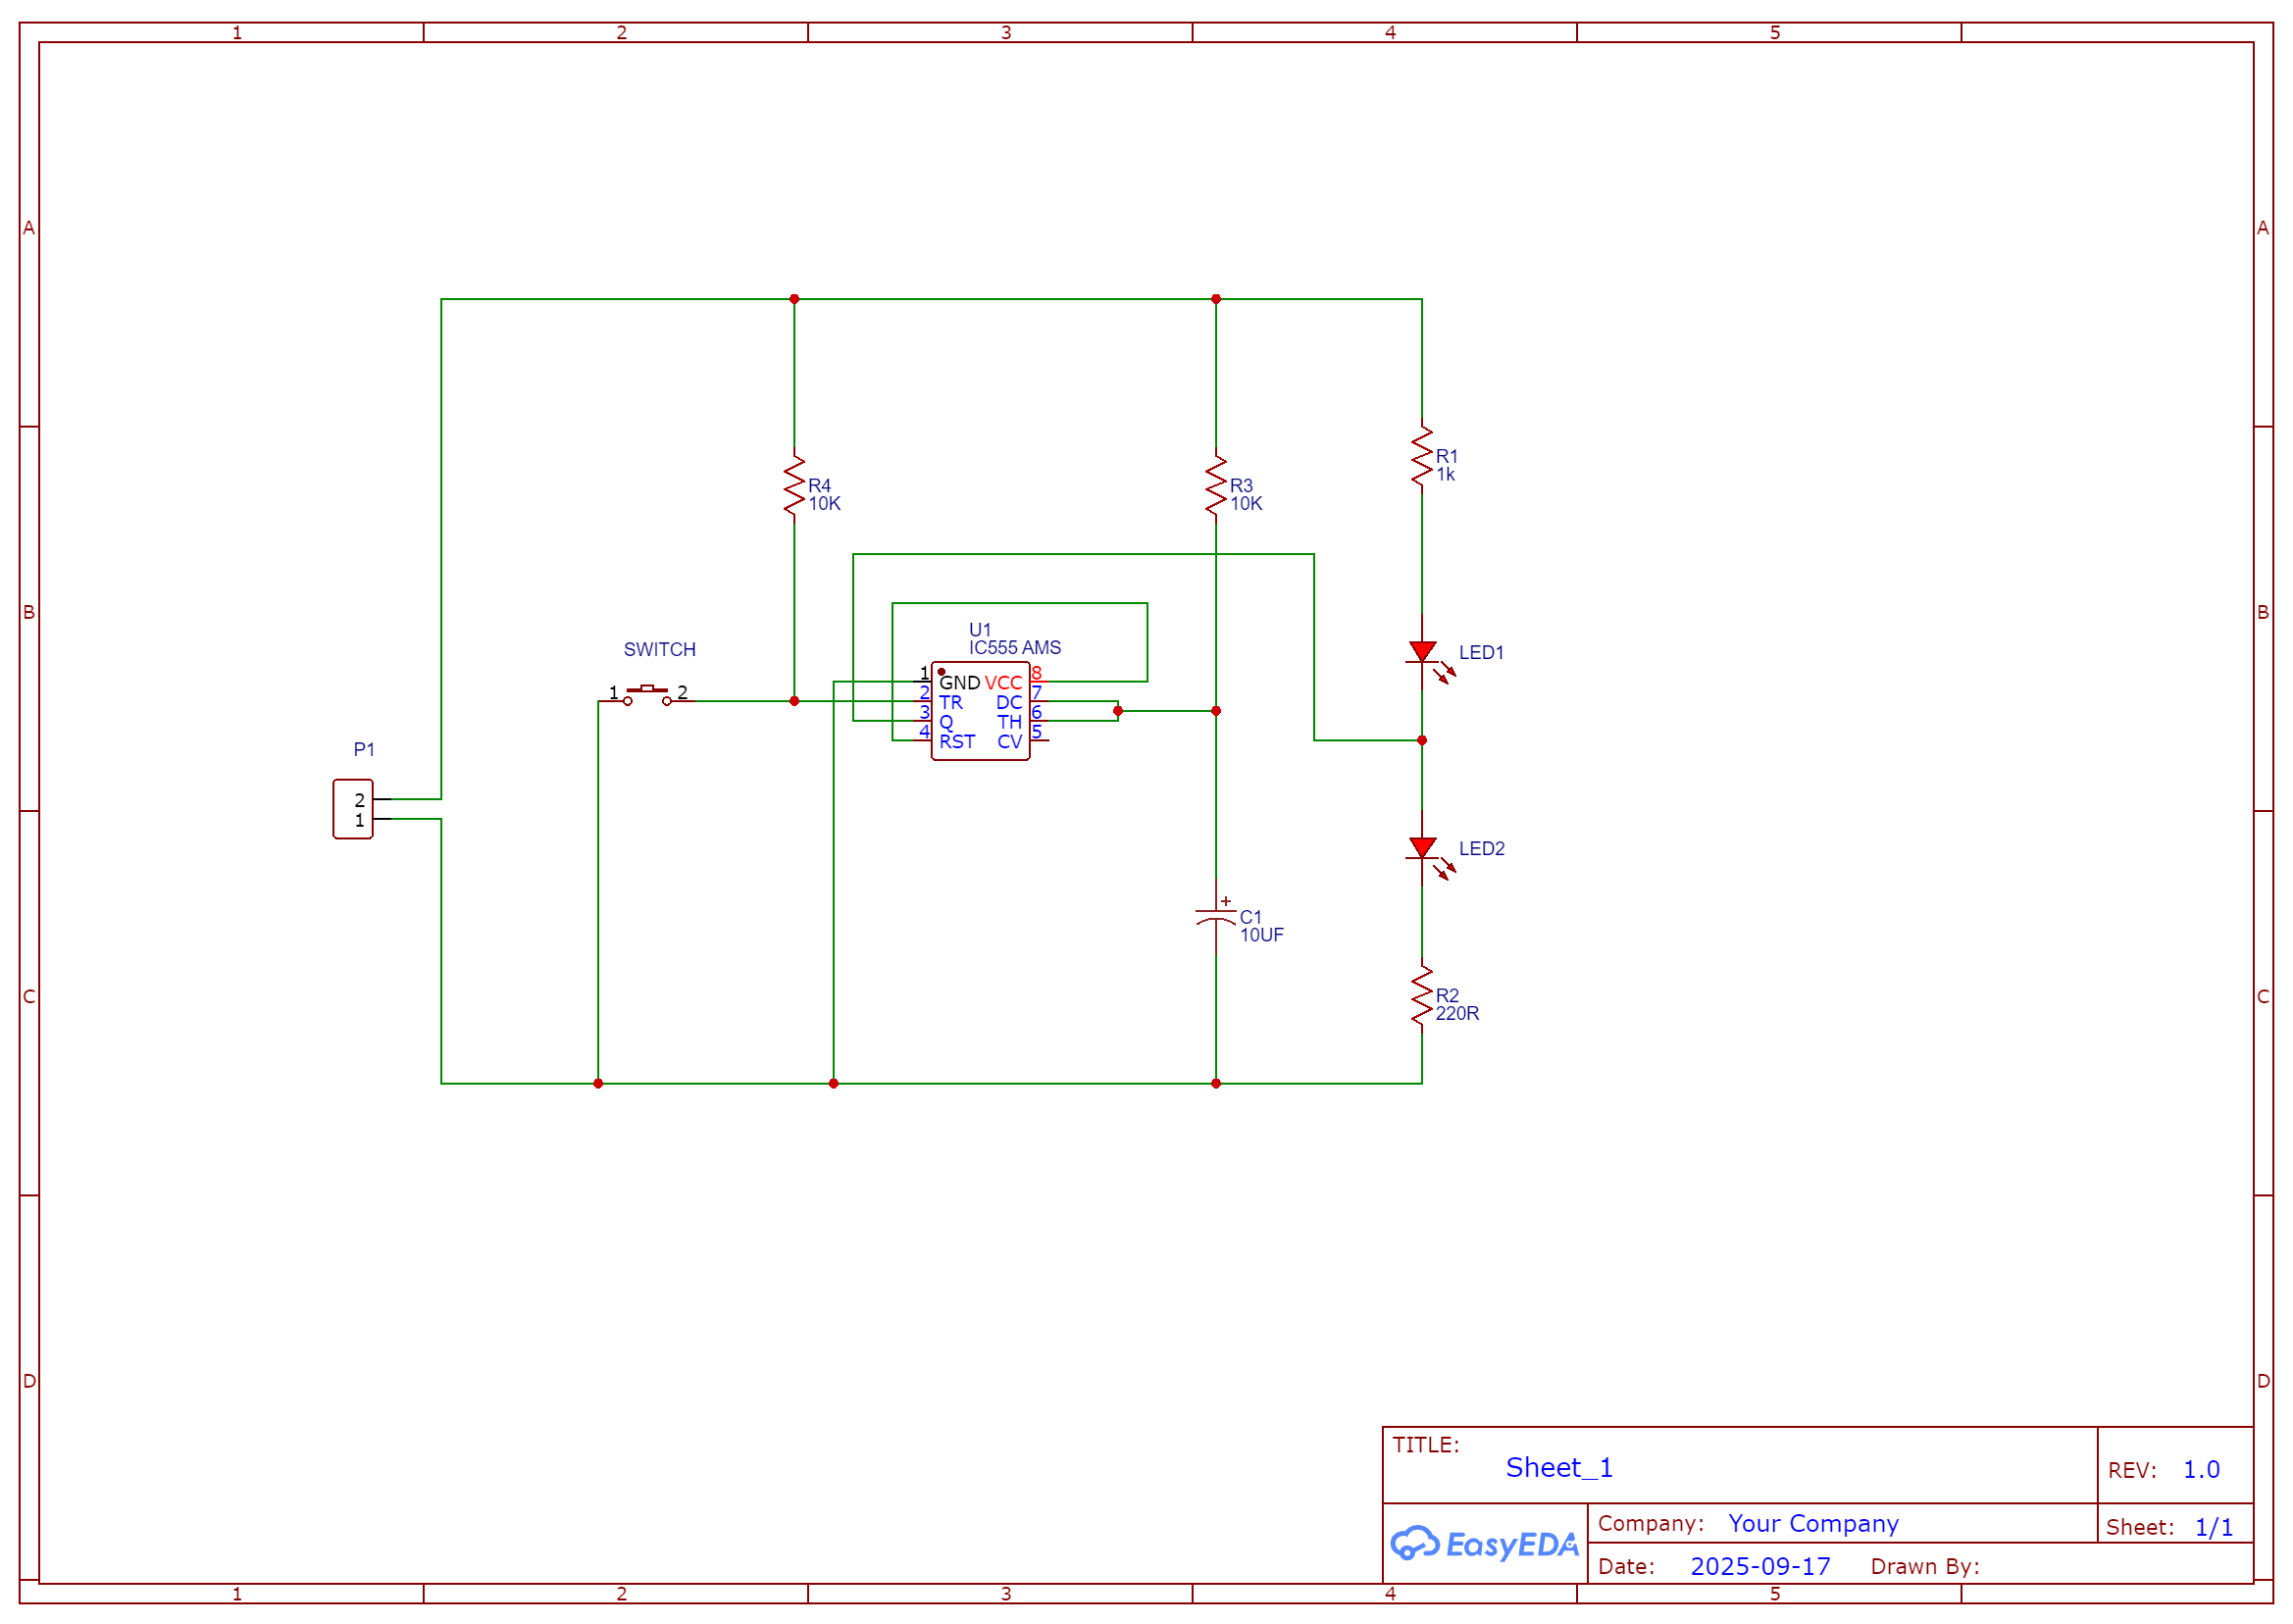 1 2 3 4 5
A A
R1
1k
R4
10K
R3
10K
B B
U1
IC555 AMS
SWITCH
LED1
1 2
1 GND VCC 8
2 TR DC 7
3 Q TH 6
4 RST CV 5
P1
2
1
LED2
C1
10UF
+
C C
R2
220R
D D
TITLE:
Sheet_1
REV: 1.0
EasyEDA
Company: Your Company
Sheet: 1/1
Date: 2025-09-17 Drawn By:
1 2 3 4 5